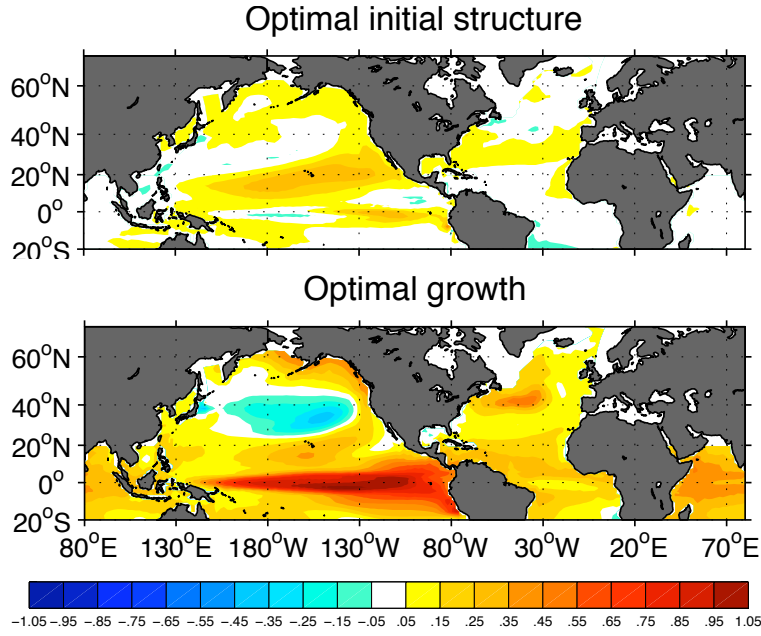 Optimal initial structure
60°N
40°N
20°N
0°
20°S
Optimal growth
60°N
40°N
20°N
0°
20°S
80°E 130°E 180°W 130°W 80°W 30°W 20°E 70°E
−1.05 −.95 −.85 −.75 −.65 −.55 −.45 −.35 −.25 −.15 −.05 .05 .15 .25 .35 .45 .55 .65 .75 .85 .95 1.05